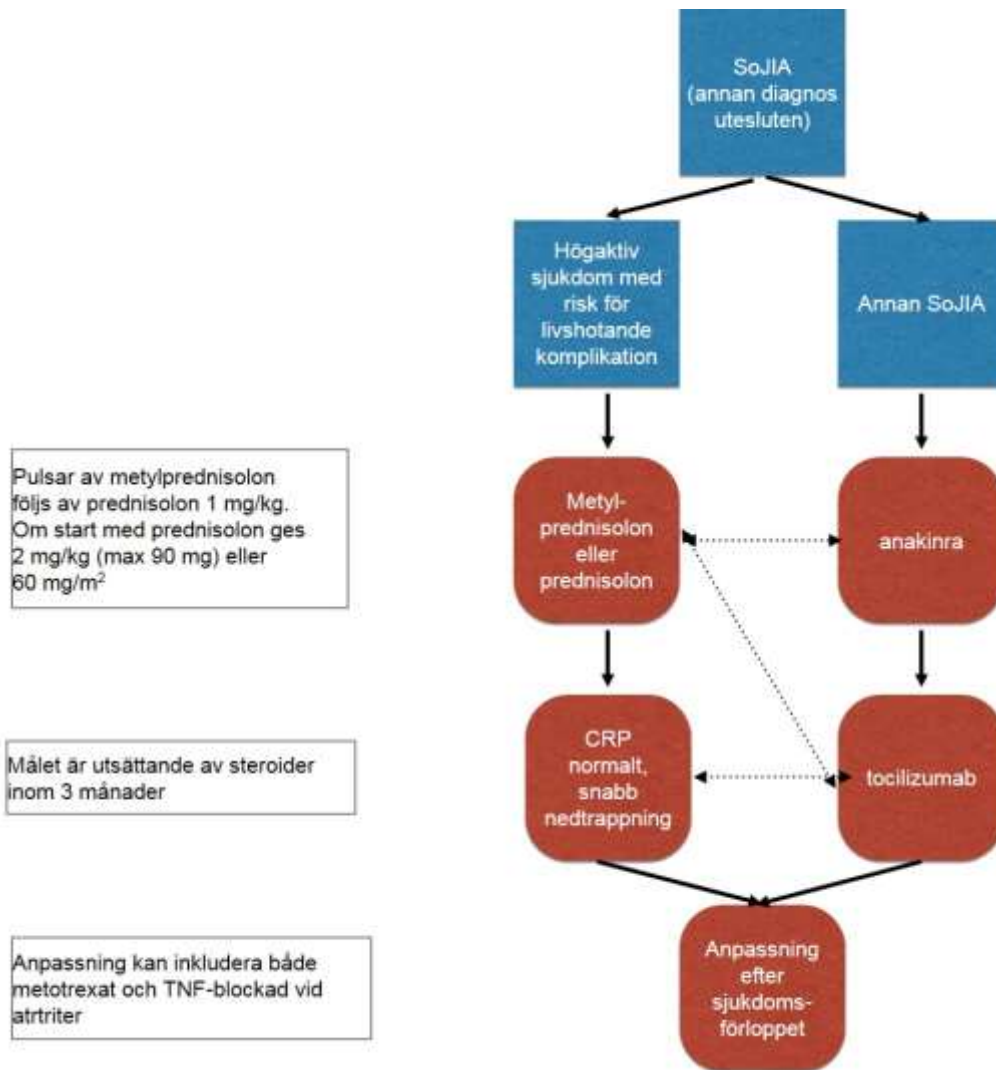 SoJIA
(annan diagnos
utesluten)
Högaktiv
sjukdom med
risk för
livshotande
komplikation
Annan SoJIA
Pulsar av metylprednisolon
följs av prednisolon 1 mg/kg.
Om start med prednisolon ges
2 mg/kg (max 90 mg) eller
60 mg/m²
Metyl-
prednisolon
eller
prednisolon
anakinra
Målet är utsättande av steroider
inom 3 månader
CRP
normalt,
snabb
nedtrappning
tocilizumab
Anpassning kan inkludera både
metotrexat och TNF-blockad vid
atrtriter
Anpassning
efter
sjukdoms-
förloppet